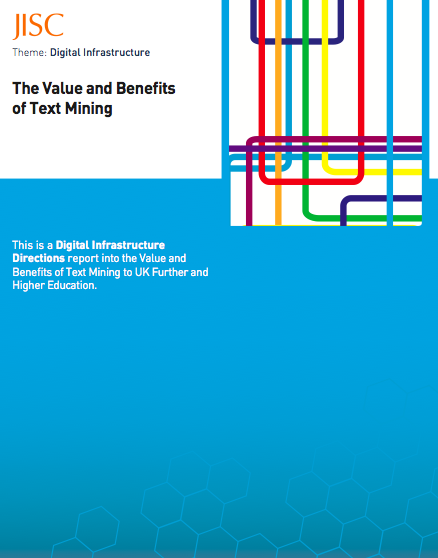 JISC
Theme: Digital Infrastructure
The Value and Benefits
of Text Mining
This is a Digital Infrastructure
Directions report into the Value and
Benefits of Text Mining to UK Further and
Higher Education.